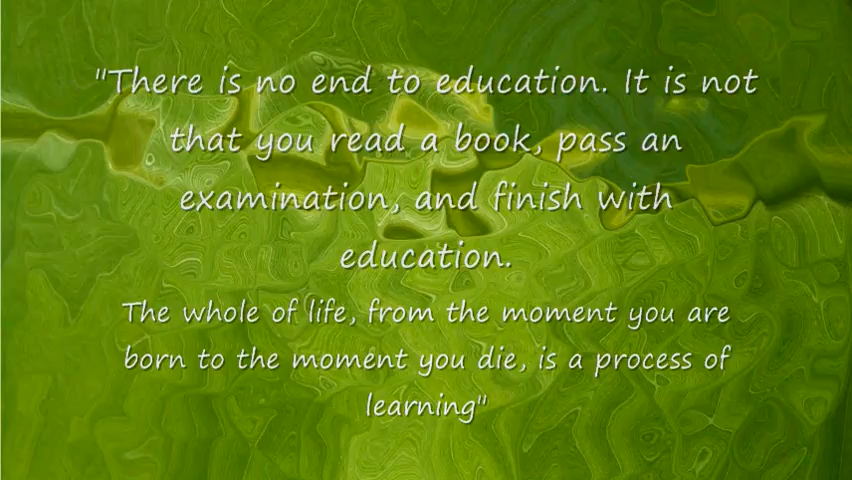 "There is no end to education. It is not
that you read a book, pass an
examination, and finish with
education.
The whole of life, from the moment you are
born to the moment you die, is a process of
learning"